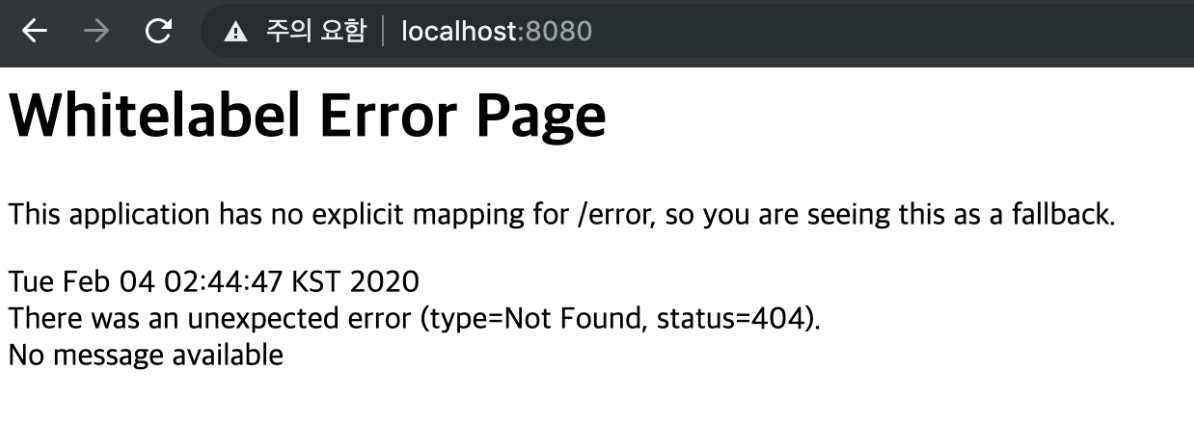 주의 요함 localhost:8080
Whitelabel Error Page
This application has no explicit mapping for /error, so you are seeing this as a fallback.
Tue Feb 04 02:44:47 KST 2020
There was an unexpected error (type=Not Found, status=404).
No message available